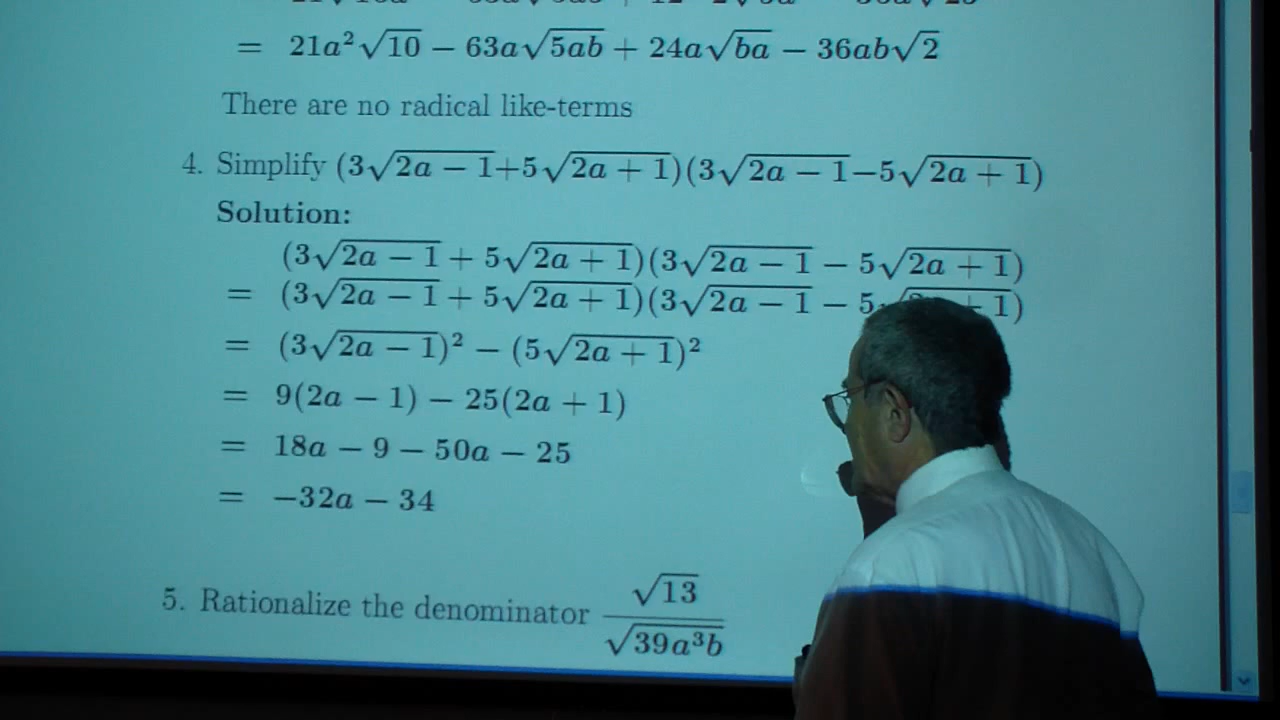 = 21a²√10 − 63a√5ab + 24a√ba − 36ab√2
There are no radical like-terms
4. Simplify (3√2a − 1+5√2a + 1)(3√2a − 1−5√2a + 1)
Solution:
(3√2a − 1 + 5√2a + 1)(3√2a − 1 − 5√2a + 1)
= (3√2a − 1 + 5√2a + 1)(3√2a − 1 − 5 + 1)
= (3√2a − 1)² − (5√2a + 1)²
= 9(2a − 1) − 25(2a + 1)
= 18a − 9 − 50a − 25
= −32a − 34
5. Rationalize the denominator √13 / √39a³b